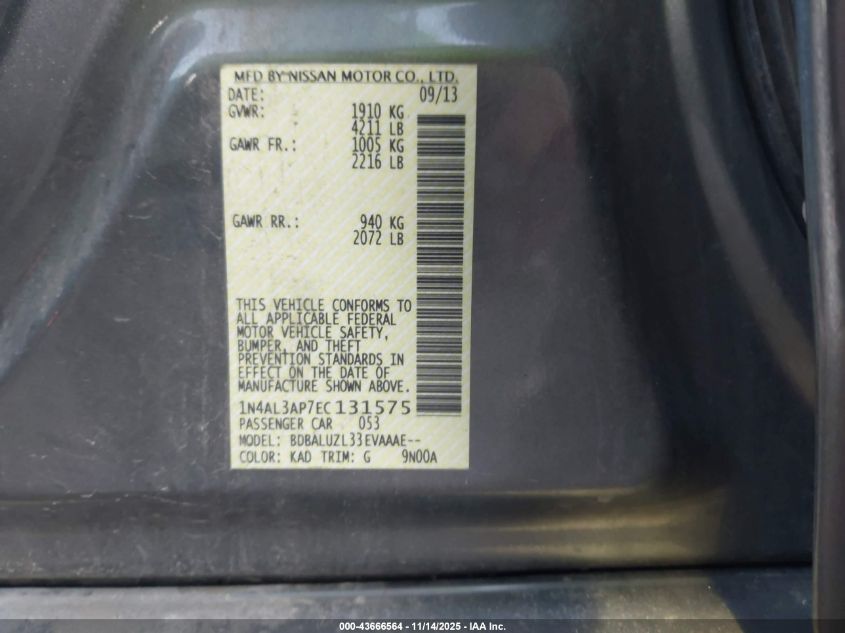 MFD BY NISSAN MOTOR CO., LTD.
DATE: 09/13
GVWR: 1910 KG
4211 LB
GAWR FR.: 1005 KG
2216 LB
GAWR RR.: 940 KG
2072 LB
THIS VEHICLE CONFORMS TO
ALL APPLICABLE FEDERAL
MOTOR VEHICLE SAFETY,
BUMPER, AND THEFT
PREVENTION STANDARDS IN
EFFECT ON THE DATE OF
MANUFACTURE SHOWN ABOVE.
1N4AL3AP7EC131575
PASSENGER CAR 053
MODEL: BDBALUZL33EVAAAE--
COLOR: KAD TRIM: G 9N00A
000-43666564 - 11/14/2025 - IAA Inc.